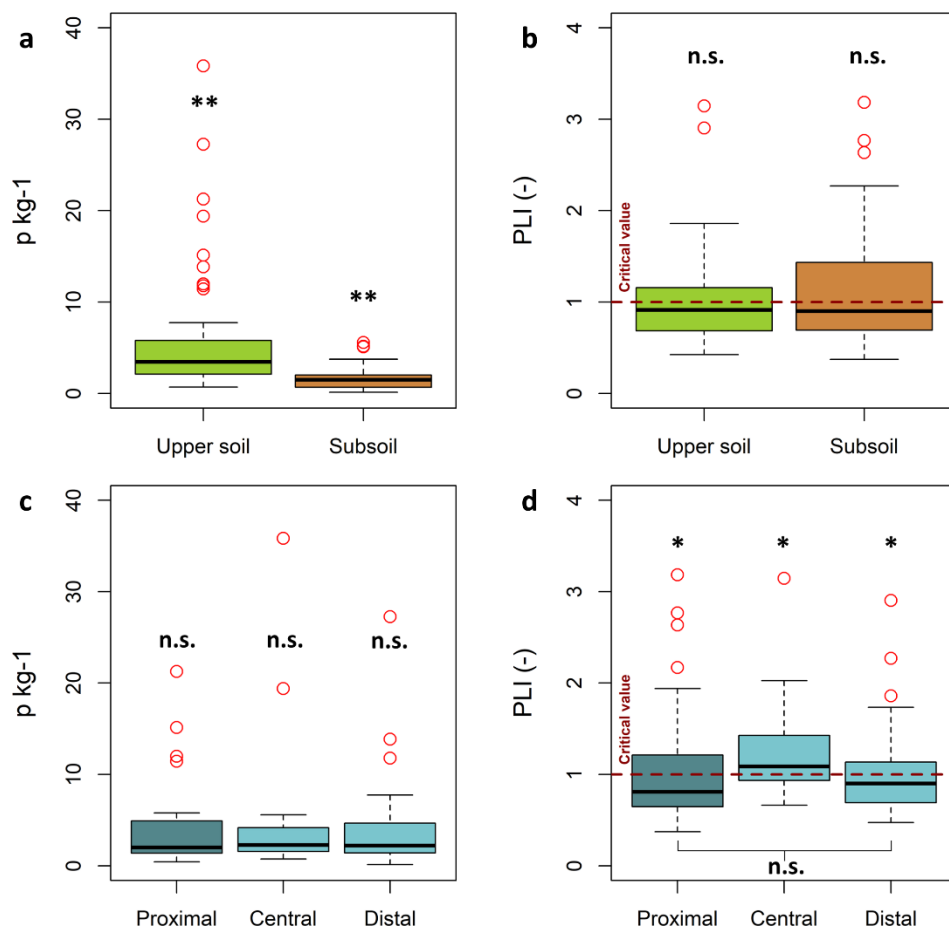 a
40
30
20
10
0
p kg-1
**
**
Upper soil
Subsoil
b
4
3
2
1
0
PLI (-)
n.s.
n.s.
Critical value
Upper soil
Subsoil
c
40
30
20
10
0
p kg-1
n.s.
n.s.
n.s.
Proximal
Central
Distal
d
4
3
2
1
0
PLI (-)
*
*
*
Critical value
n.s.
Proximal
Central
Distal